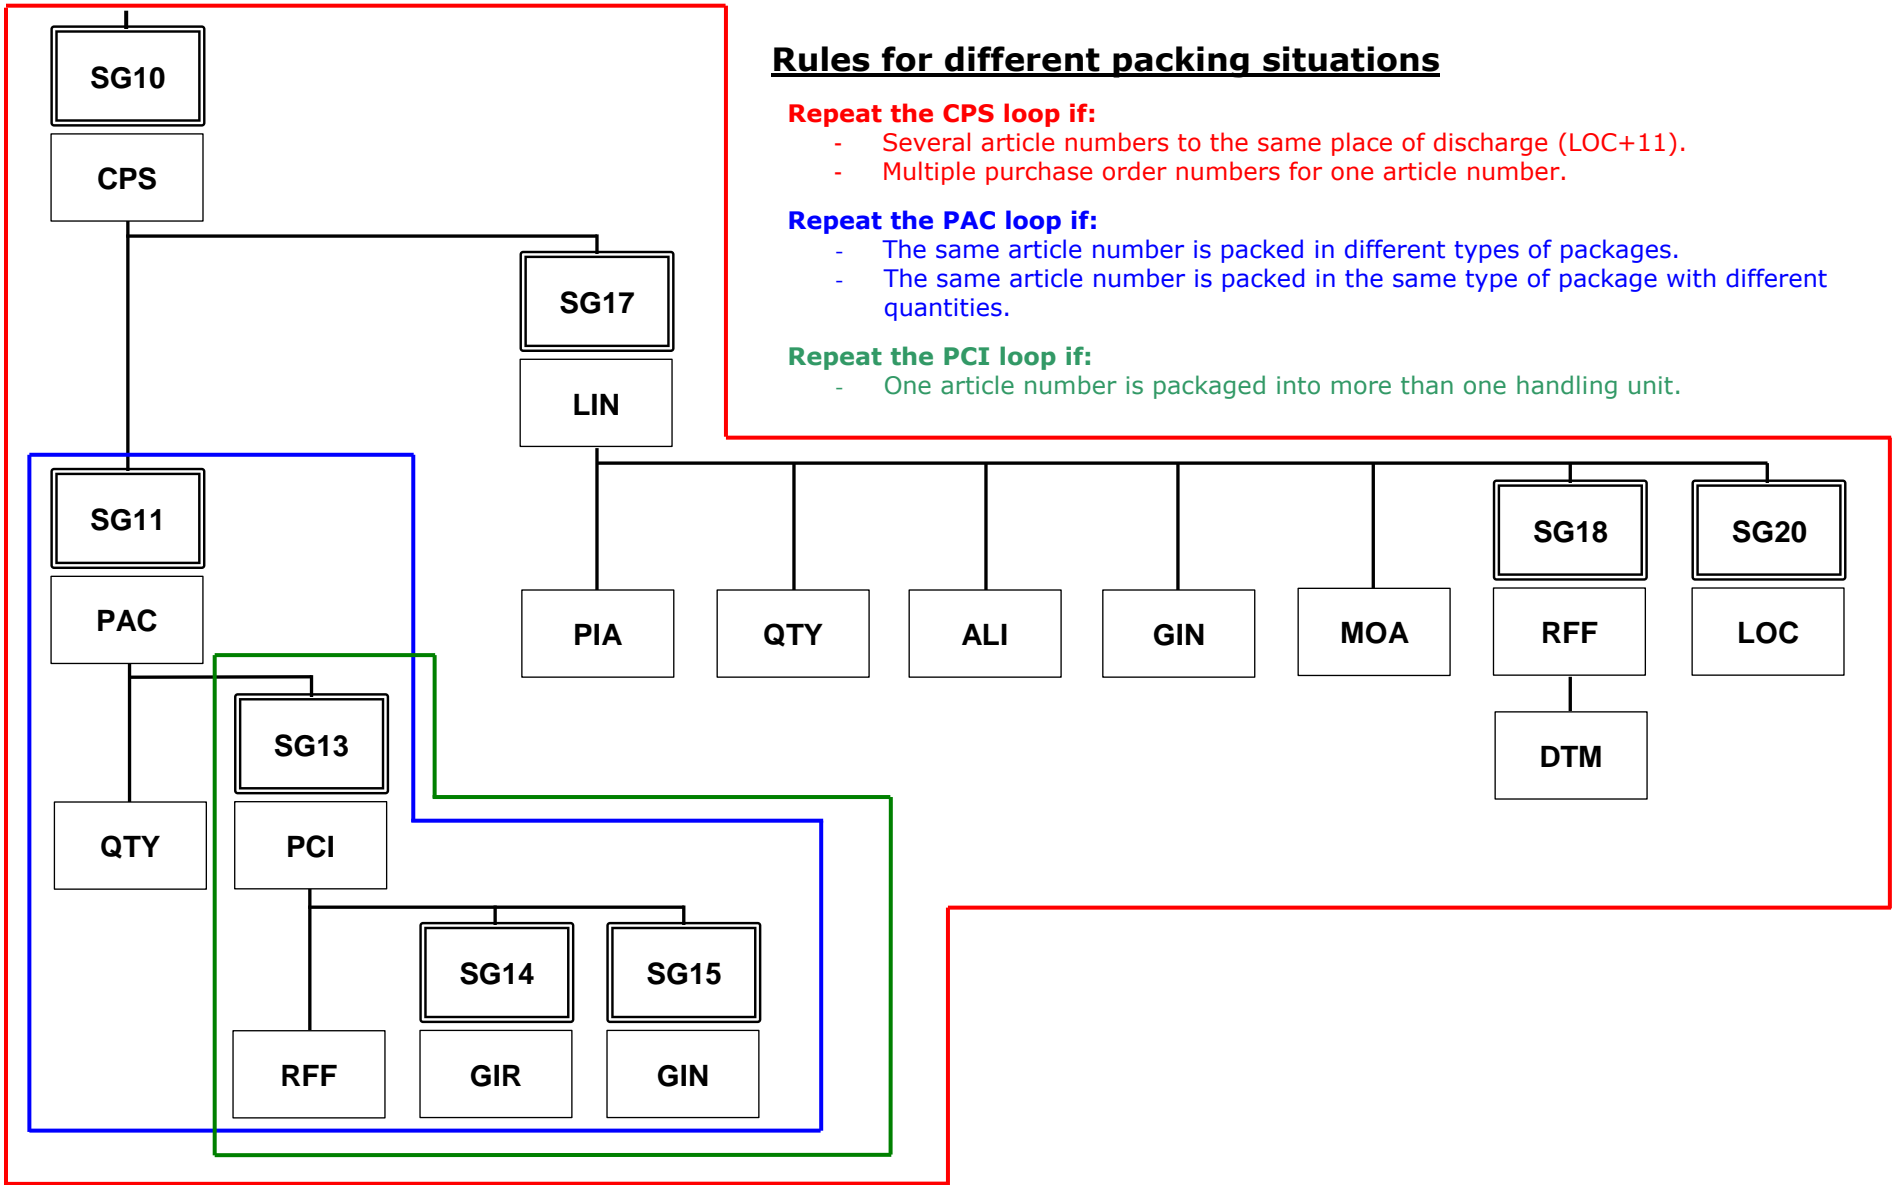 Rules for different packing situations
Repeat the CPS loop if:
- Several article numbers to the same place of discharge (LOC+11).
- Multiple purchase order numbers for one article number.
Repeat the PAC loop if:
- The same article number is packed in different types of packages.
- The same article number is packed in the same type of package with different
quantities.
Repeat the PCI loop if:
- One article number is packaged into more than one handling unit.
SG10
CPS
SG17
LIN
SG11
PAC
SG18
SG20
PIA
QTY
ALI
GIN
MOA
RFF
LOC
SG13
DTM
QTY
PCI
SG14
SG15
RFF
GIR
GIN